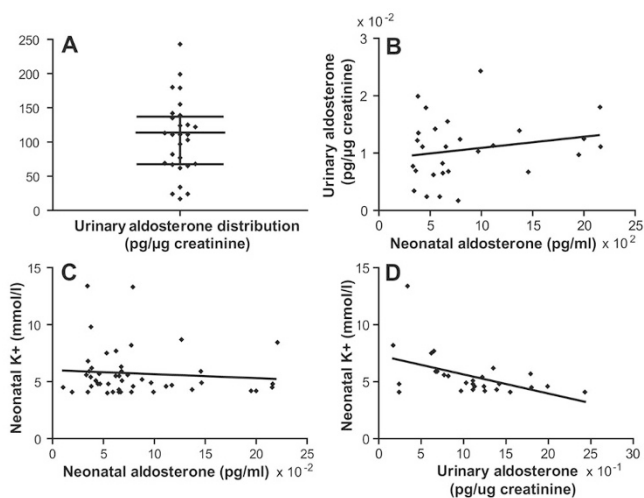 A
250
200
150
100
50
0
Urinary aldosterone distribution
(pg/µg creatinine)
B
Urinary aldosterone
(pg/µg creatinine)
3 x 10⁻²
2
1
0
0 5 10 15 20 25
Neonatal aldosterone (pg/ml) x 10²
C
Neonatal K+ (mmol/l)
15
10
5
0
0 5 10 15 20 25
Neonatal aldosterone (pg/ml) x 10⁻²
D
Neonatal K+ (mmol/l)
15
10
5
0
0 5 10 15 20 25 30
Urinary aldosterone x 10⁻¹
(pg/ug creatinine)